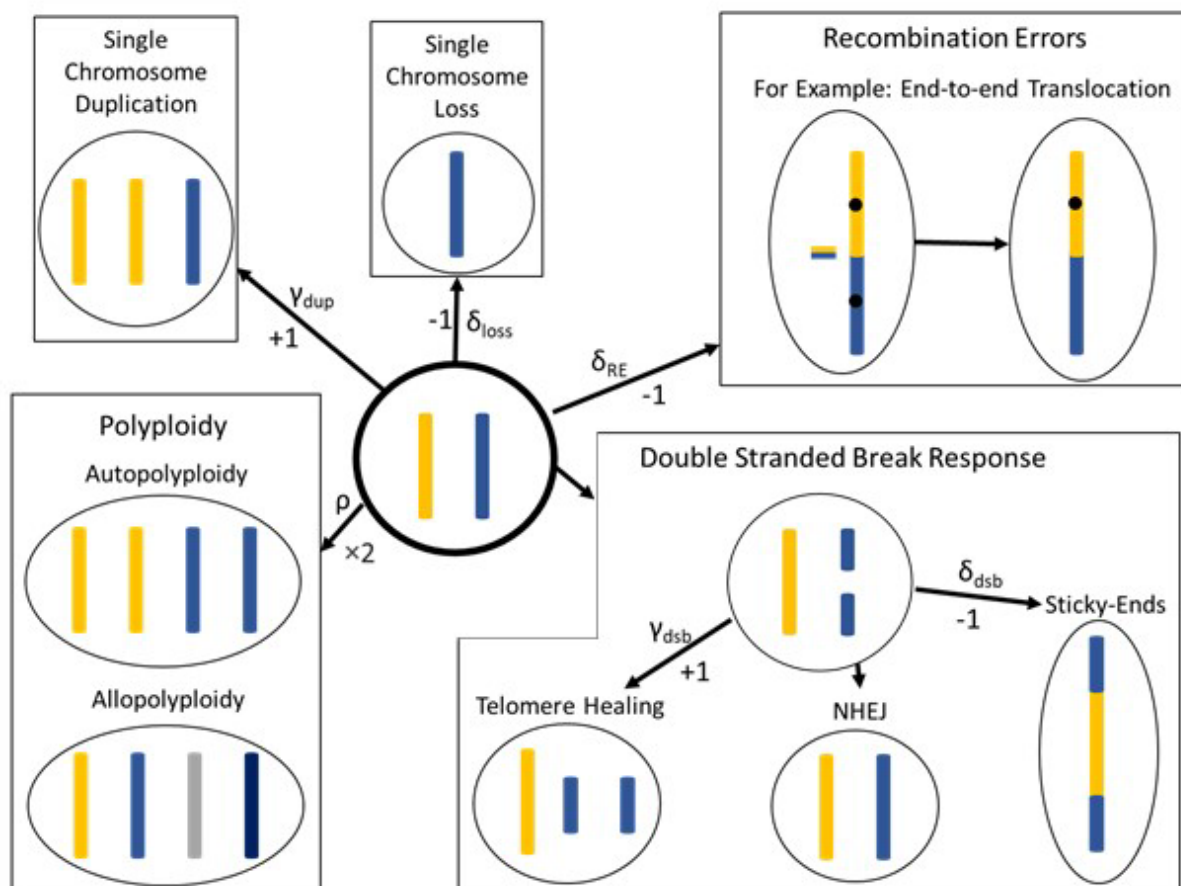 Single
Chromosome
Duplication
Single
Chromosome
Loss
Recombination Errors
For Example: End-to-end Translocation
γdup
+1
-1 δloss
δRE
-1
Polyploidy
Autopolyploidy
ρ
×2
Allopolyploidy
Double Stranded Break Response
γdsb
+1
δdsb
-1
Sticky-Ends
Telomere Healing
NHEJ